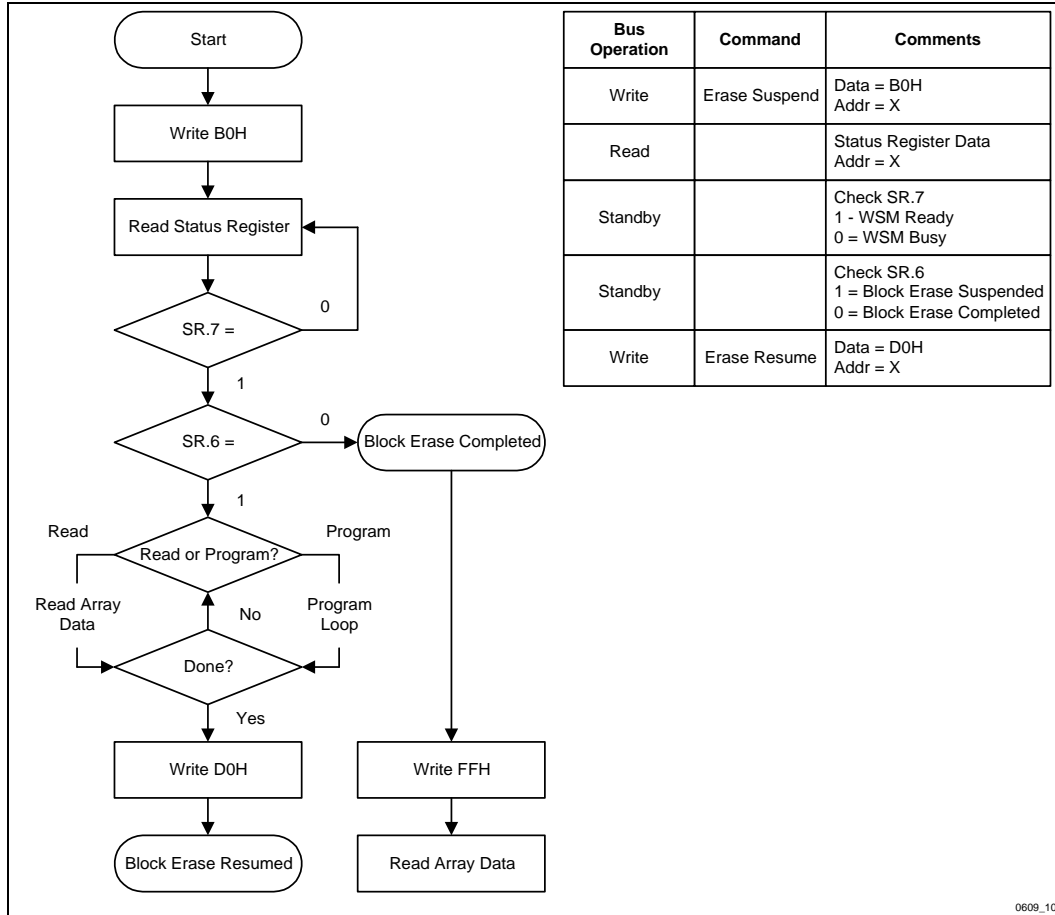 Start
Write B0H
Read Status Register
0
SR.7 =
1
0
SR.6 =
Block Erase Completed
1
Read
Program
Read or Program?
Read Array
Data
No
Program
Loop
Done?
Yes
Write D0H
Write FFH
Block Erase Resumed
Read Array Data
Bus
Operation
Command
Comments
Write
Erase Suspend
Data = B0H
Addr = X
Read
Status Register Data
Addr = X
Standby
Check SR.7
1 - WSM Ready
0 = WSM Busy
Standby
Check SR.6
1 = Block Erase Suspended
0 = Block Erase Completed
Write
Erase Resume
Data = D0H
Addr = X
0609_10